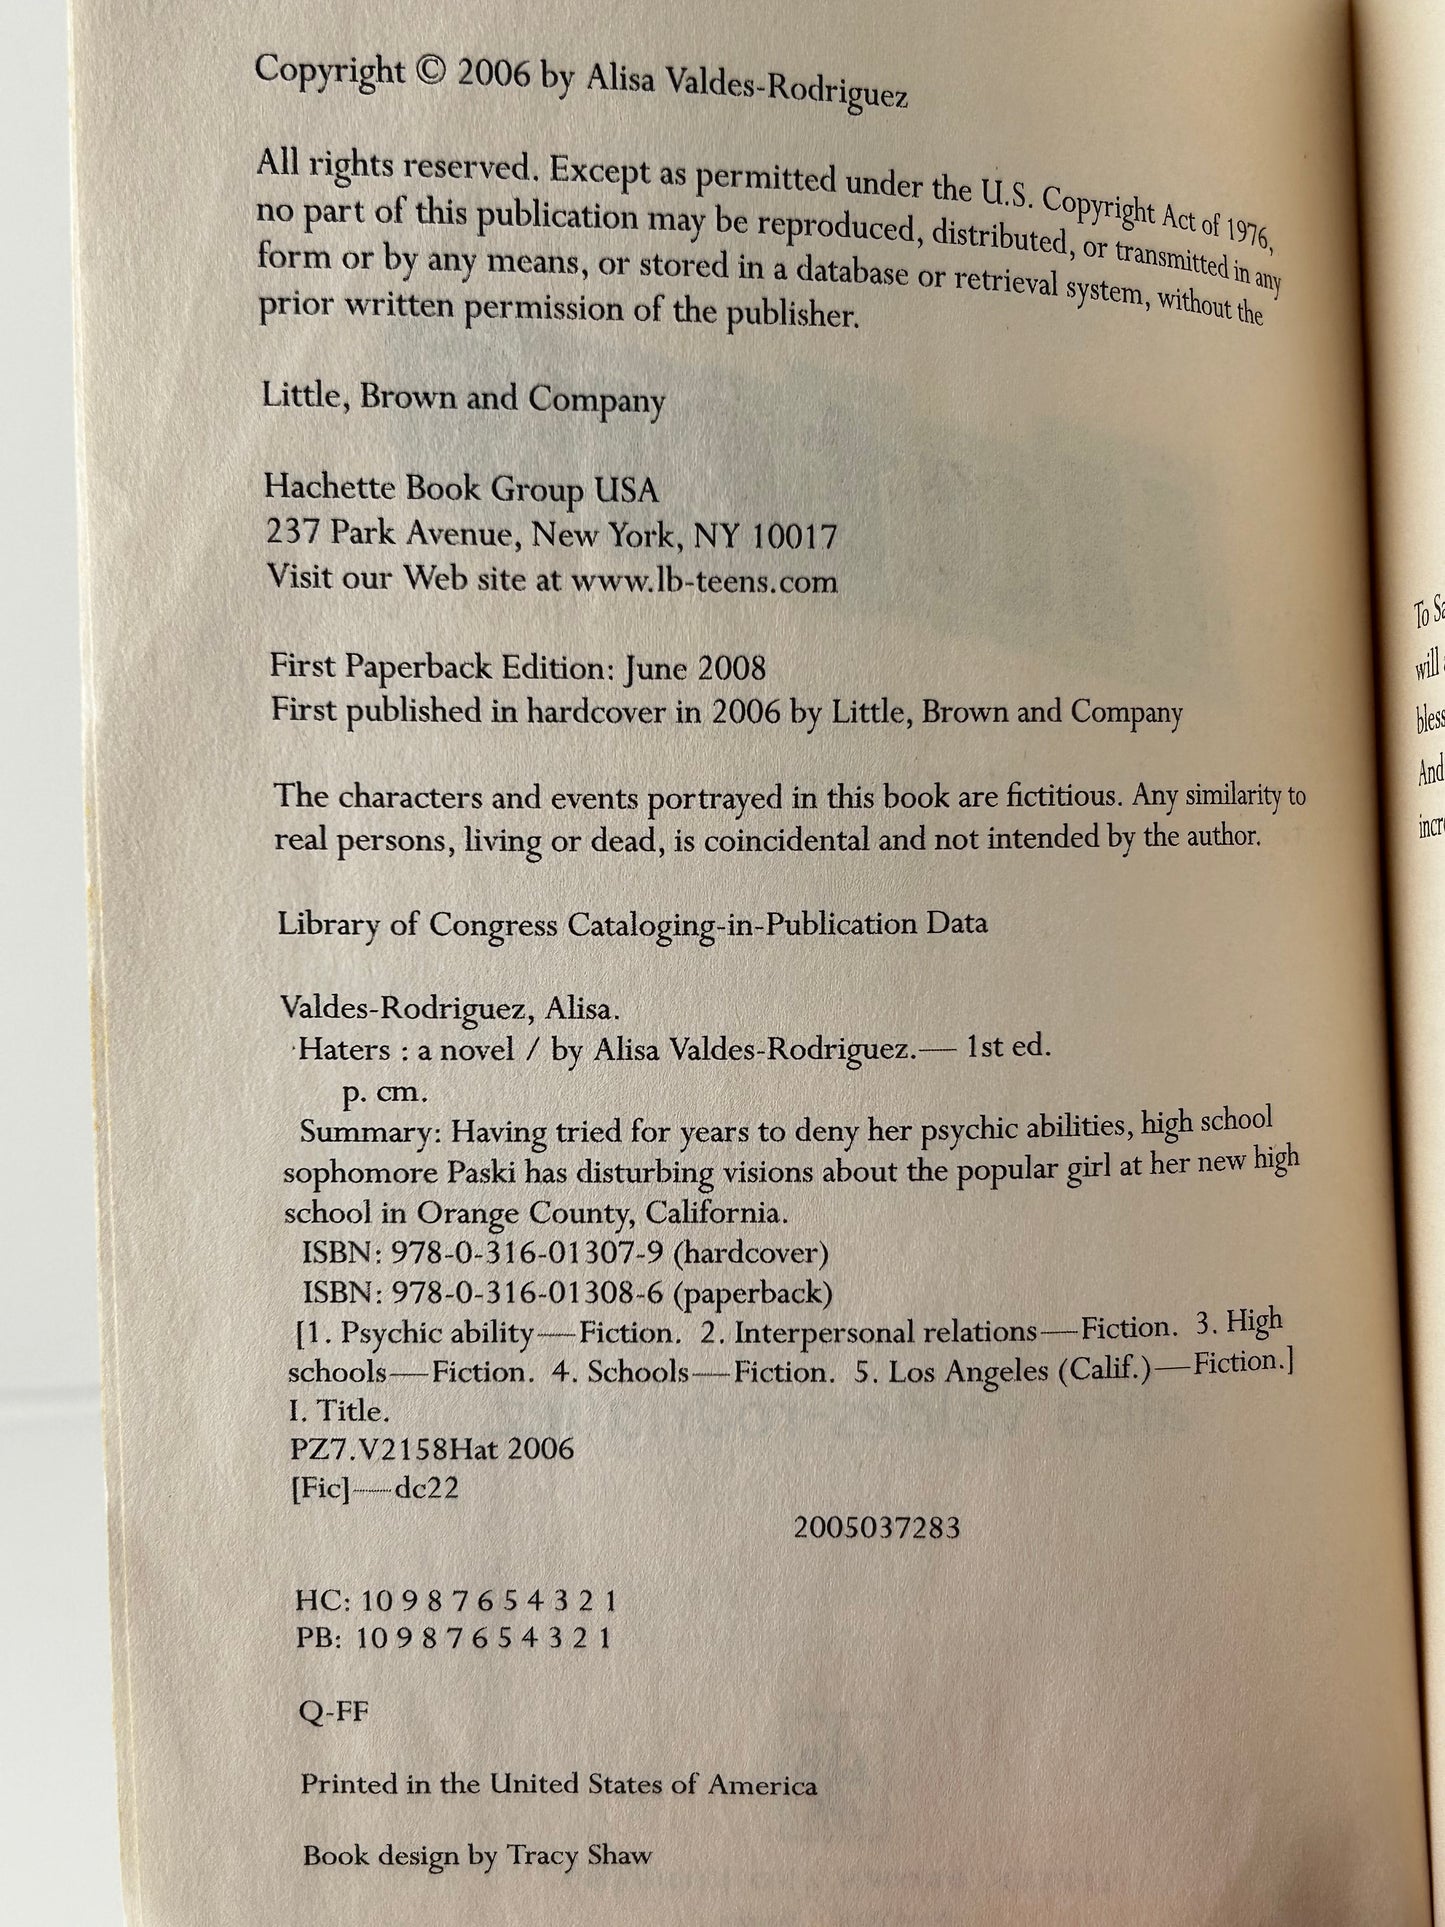 Copyright © 2006 by Alisa Valdes-Rodriguez
All rights reserved. Except as permitted under the U.S. Copyright Act of 1976,
no part of this publication may be reproduced, distributed, or transmitted in any
form or by any means, or stored in a database or retrieval system, without the
prior written permission of the publisher.
Little, Brown and Company
Hachette Book Group USA
237 Park Avenue, New York, NY 10017
Visit our Web site at www.lb-teens.com
First Paperback Edition: June 2008
First published in hardcover in 2006 by Little, Brown and Company
The characters and events portrayed in this book are fictitious. Any similarity to
real persons, living or dead, is coincidental and not intended by the author.
Library of Congress Cataloging-in-Publication Data
Valdes-Rodriguez, Alisa.
Haters : a novel / by Alisa Valdes-Rodriguez.— 1st ed.
p. cm.
Summary: Having tried for years to deny her psychic abilities, high school
sophomore Paski has disturbing visions about the popular girl at her new high
school in Orange County, California.
ISBN: 978-0-316-01307-9 (hardcover)
ISBN: 978-0-316-01308-6 (paperback)
[1. Psychic ability—Fiction. 2. Interpersonal relations—Fiction. 3. High
schools—Fiction. 4. Schools—Fiction. 5. Los Angeles (Calif.)—Fiction.]
I. Title.
PZ7.V2158Hat 2006
[Fic]—dc22
2005037283
HC: 10 9 8 7 6 5 4 3 2 1
PB: 10 9 8 7 6 5 4 3 2 1
Q-FF
Printed in the United States of America
Book design by Tracy Shaw
To
will
And